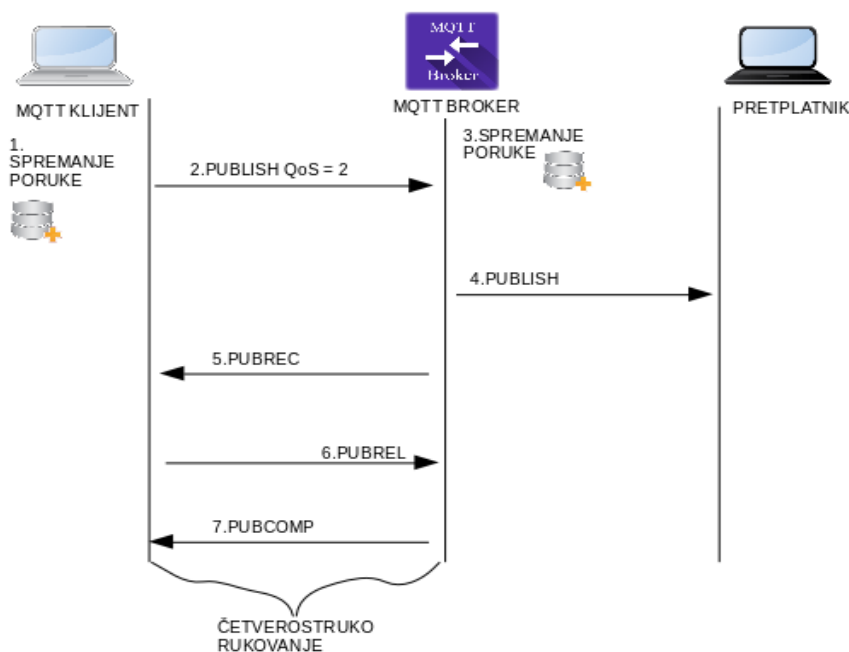 MQTT
Broker
MQTT KLIJENT
MQTT BROKER
PRETPLATNIK
1.
SPREMANJE
PORUKE
2.PUBLISH QoS = 2
3.SPREMANJE
PORUKE
4.PUBLISH
5.PUBREC
6.PUBREL
7.PUBCOMP
ČETVEROSTRUKO
RUKOVANJE